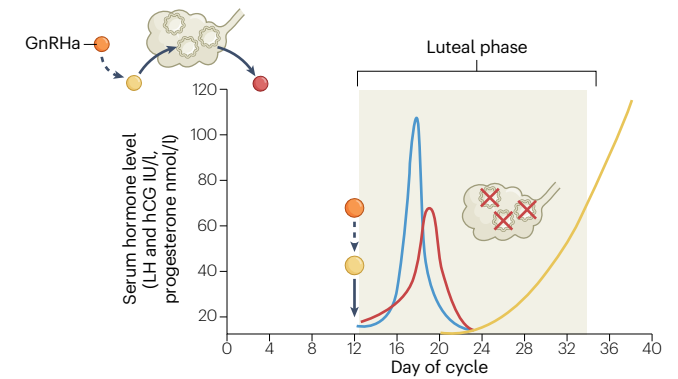 GnRHa
Luteal phase
Serum hormone level
(LH and hCG IU/l,
progesterone nmol/l)
120
100
80
60
40
20
0 4 8 12 16 20 24 28 32 36 40
Day of cycle